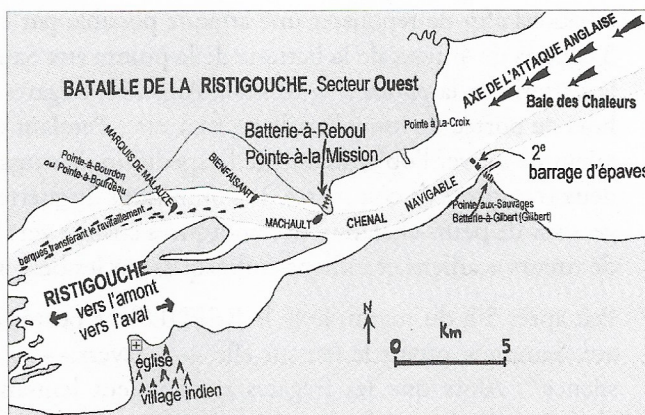 BATAILLE DE LA RISTIGOUCHE, Secteur Ouest
AXE DE L'ATTAQUE ANGLAISE
Baie des Chaleurs
Pointe à La-Croix
Batterie-à-Reboul
Pointe-à-la Mission
2e
barrage d'épaves
MARQUIS DE MALAUZE
BIENFAISANT
Pointe-à-Bourdon
ou Pointe-à-Bourdeau
MACHAULT
CHENAL NAVIGABLE
Pointe-aux-Sauvages
Batterie-à-Gilbert (Gilibert)
barques transférant le ravitaillement
RISTIGOUCHE
vers l'amont
vers l'aval
N
Km
0 5
église
village indien